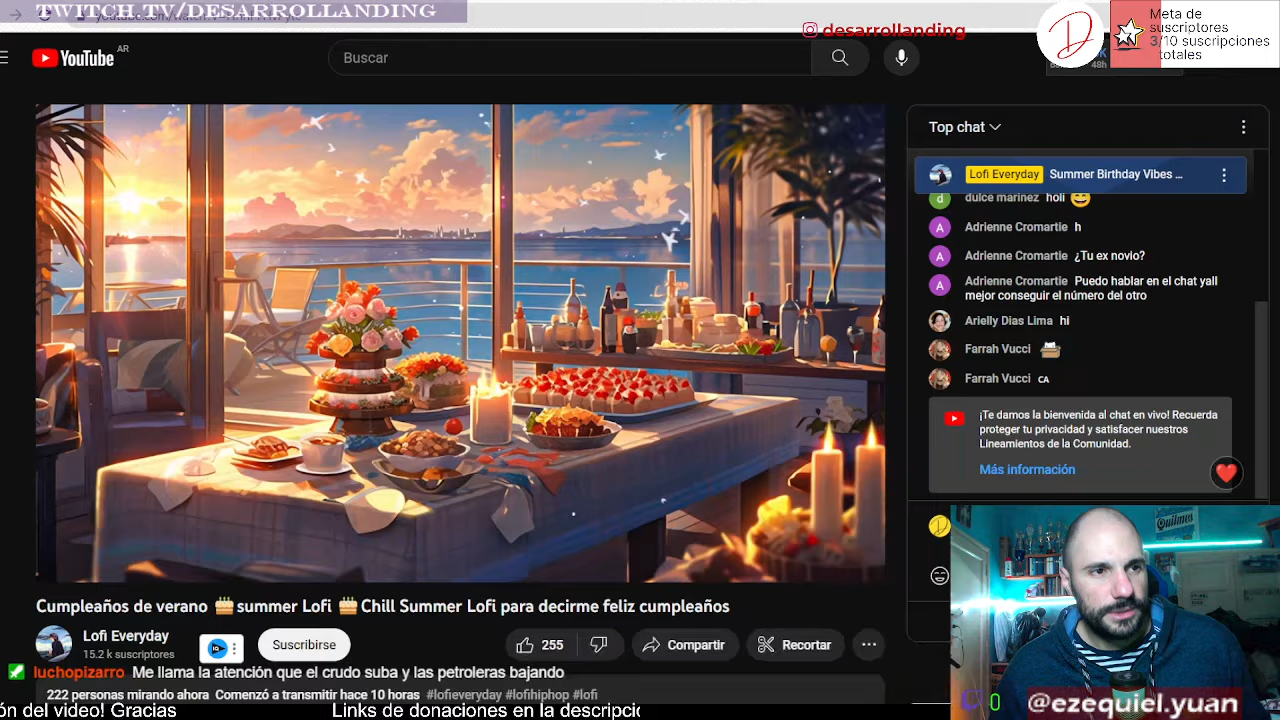 TWITCH.TV/DESARROLLANDING
desarrollanding
Meta de
suscriptores
3/10 suscripciones
totales
YouTube AR
Buscar
48h
Top chat
Lofi Everyday Summer Birthday Vibes ...
dulce marinez holi
Adrienne Cromartie h
Adrienne Cromartie ¿Tu ex novio?
Adrienne Cromartie Puedo hablar en el chat yall
mejor conseguir el número del otro
Arielly Dias Lima hi
Farrah Vucci
Farrah Vucci CA
¡Te damos la bienvenida al chat en vivo! Recuerda
proteger tu privacidad y satisfacer nuestros
Lineamientos de la Comunidad.
Más información
Quilmes
Cumpleaños de verano 🎂summer Lofi 🎂Chill Summer Lofi para decirme feliz cumpleaños
Lofi Everyday
15.2 k suscriptores
Suscribirse
255
Compartir
Recortar
luchopizarro Me llama la atención que el crudo suba y las petroleras bajando
222 personas mirando ahora Comenzó a transmitir hace 10 horas #lofieveryday #lofihiphop #lofi
0
@ezequiel.yuan
ón del video! Gracias
Links de donaciones en la descripció